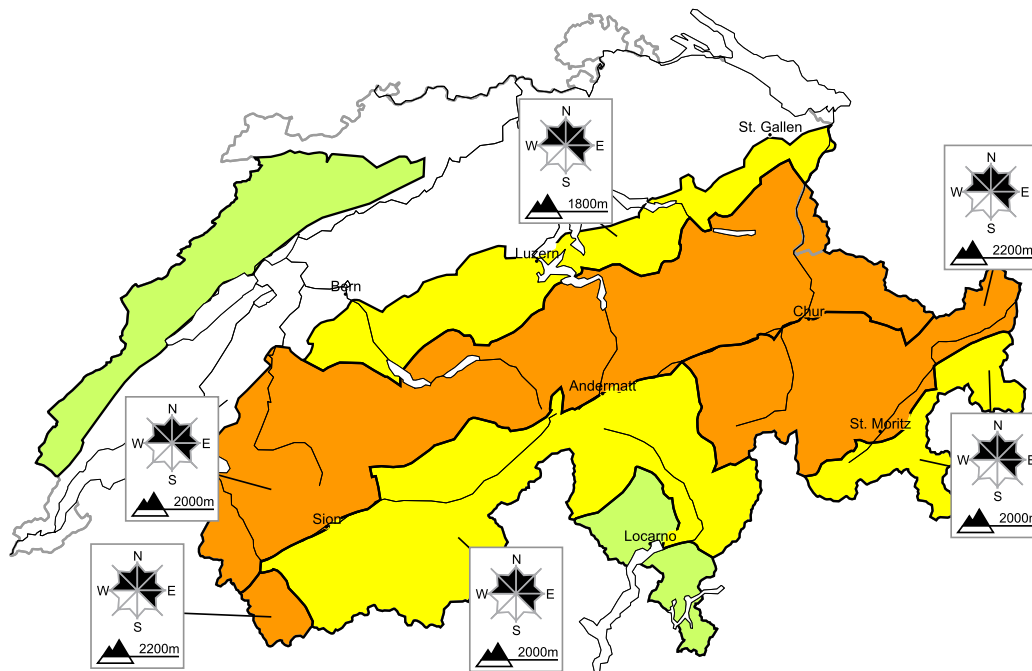 St. Gallen
N
W E
S
1800m
N
W E
S
2200m
Luzern
Bern
Chur
Andermatt
St. Moritz
N
W E
S
2000m
N
W E
S
2000m
Sion
Locarno
N
W E
S
2200m
N
W E
S
2000m